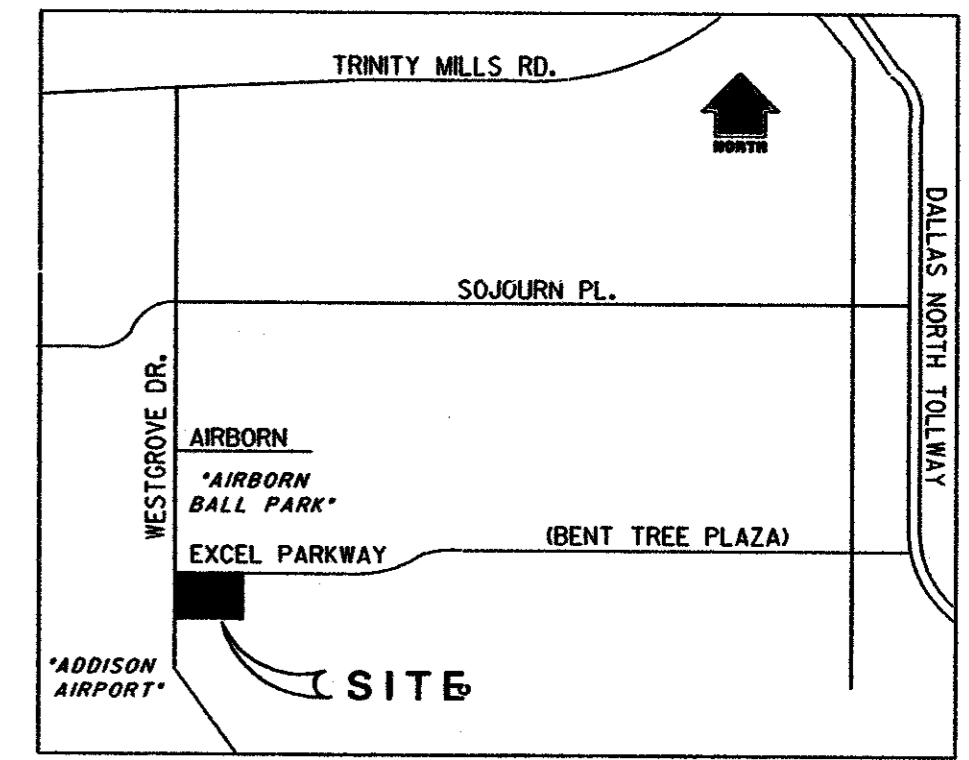 TRINITY MILLS RD.
NORTH
DALLAS NORTH TOLLWAY
SOJOURN PL.
WESTGROVE DR.
AIRBORN
"AIRBORN
BALL PARK"
EXCEL PARKWAY
(BENT TREE PLAZA)
"ADDISON
AIRPORT"
SITE